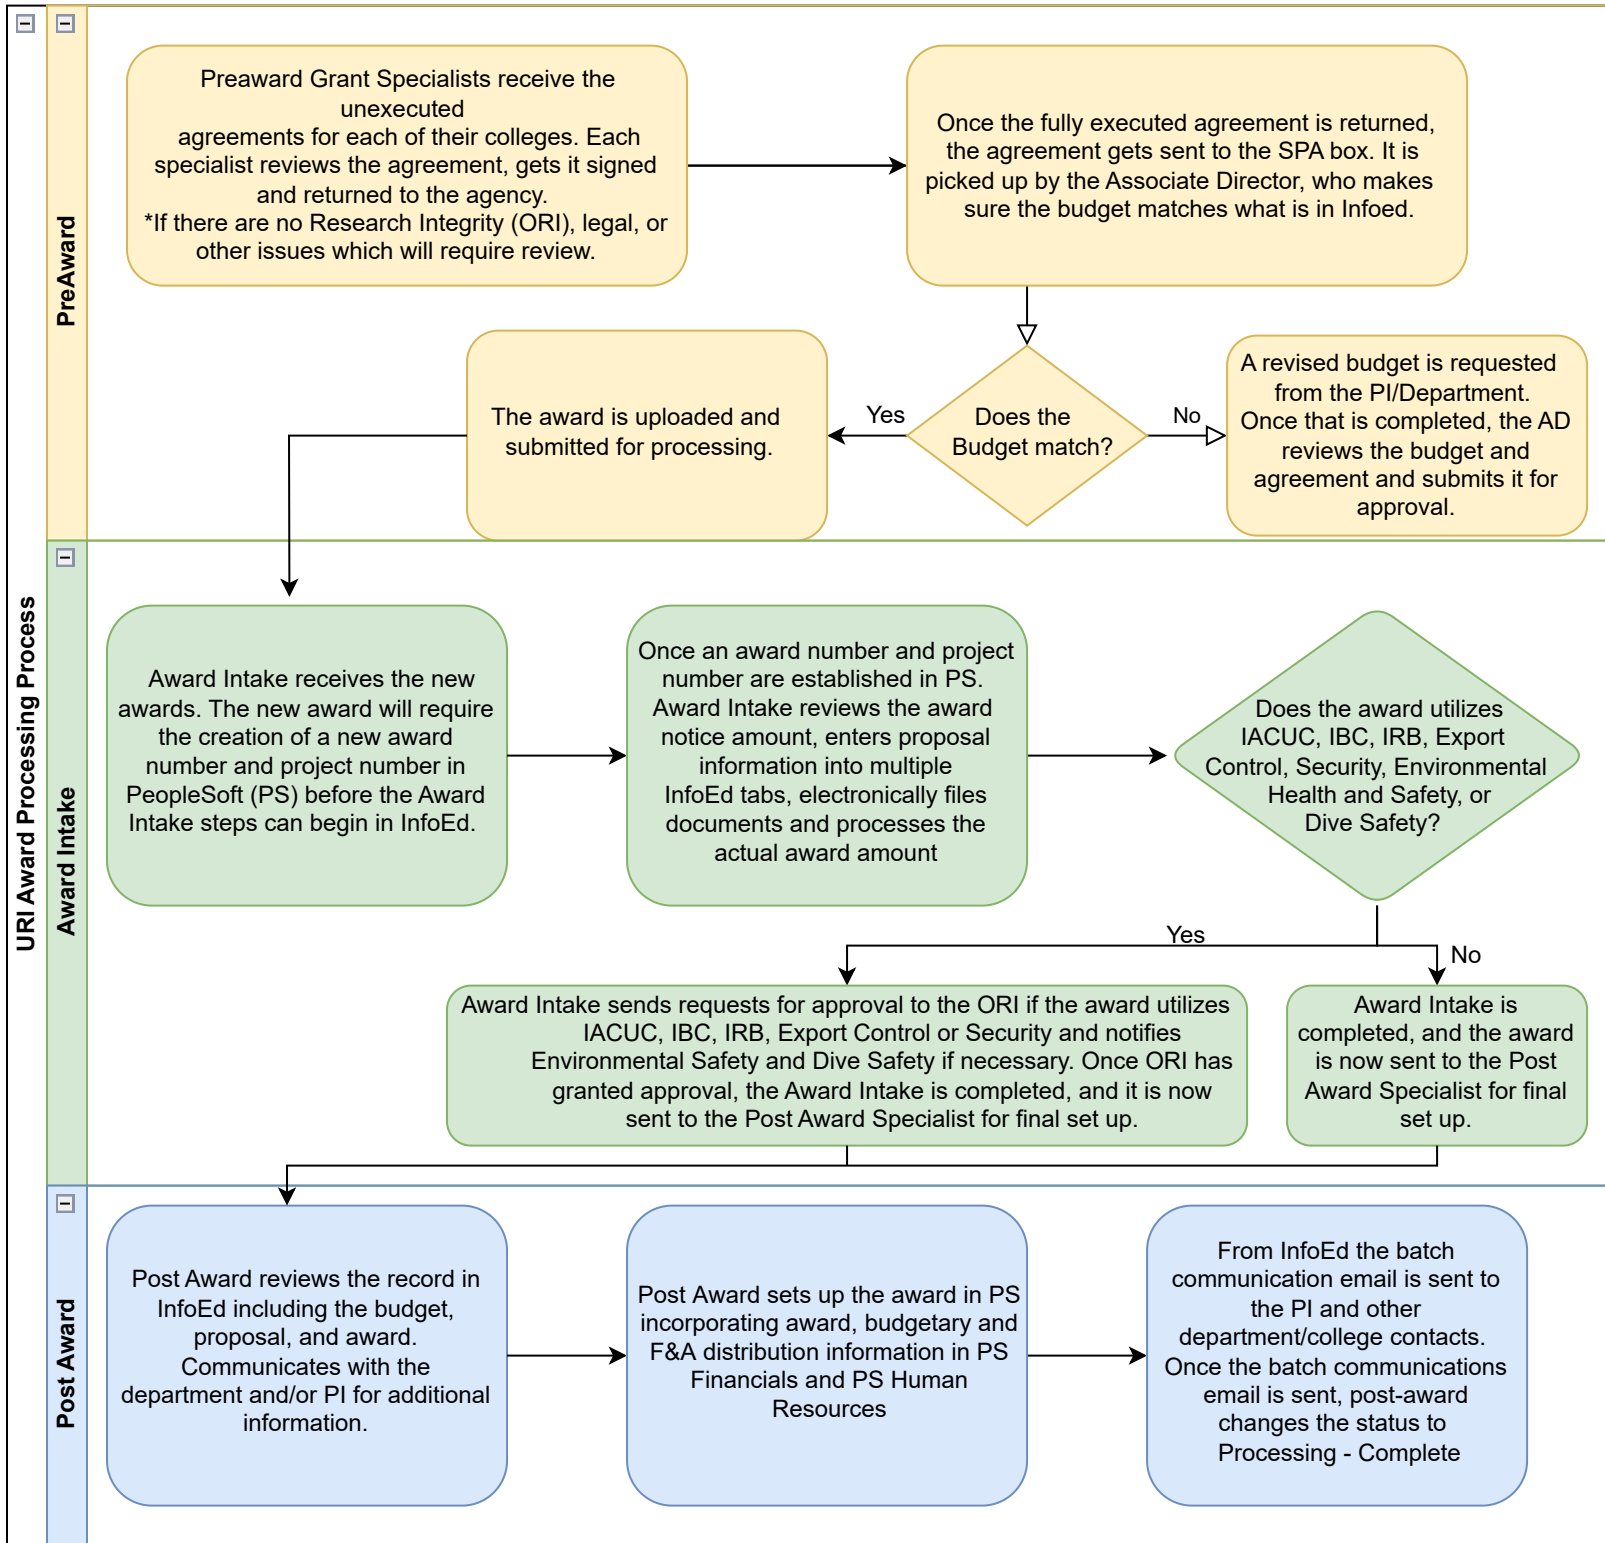 URI Award Processing Process
PreAward
Preaward Grant Specialists receive the
unexecuted
agreements for each of their colleges. Each
specialist reviews the agreement, gets it signed
and returned to the agency.
*If there are no Research Integrity (ORI), legal, or
other issues which will require review.
Once the fully executed agreement is returned,
the agreement gets sent to the SPA box. It is
picked up by the Associate Director, who makes
sure the budget matches what is in Infoed.
Does the
Budget match?
Yes
No
The award is uploaded and
submitted for processing.
A revised budget is requested
from the PI/Department.
Once that is completed, the AD
reviews the budget and
agreement and submits it for
approval.
Award Intake
Award Intake receives the new
awards. The new award will require
the creation of a new award
number and project number in
PeopleSoft (PS) before the Award
Intake steps can begin in InfoEd.
Once an award number and project
number are established in PS.
Award Intake reviews the award
notice amount, enters proposal
information into multiple
InfoEd tabs, electronically files
documents and processes the
actual award amount
Does the award utilizes
IACUC, IBC, IRB, Export
Control, Security, Environmental
Health and Safety, or
Dive Safety?
Yes
No
Award Intake sends requests for approval to the ORI if the award utilizes
IACUC, IBC, IRB, Export Control or Security and notifies
Environmental Safety and Dive Safety if necessary. Once ORI has
granted approval, the Award Intake is completed, and it is now
sent to the Post Award Specialist for final set up.
Award Intake is
completed, and the award
is now sent to the Post
Award Specialist for final
set up.
Post Award
Post Award reviews the record in
InfoEd including the budget,
proposal, and award.
Communicates with the
department and/or PI for additional
information.
Post Award sets up the award in PS
incorporating award, budgetary and
F&A distribution information in PS
Financials and PS Human
Resources
From InfoEd the batch
communication email is sent to
the PI and other
department/college contacts.
Once the batch communications
email is sent, post-award
changes the status to
Processing - Complete